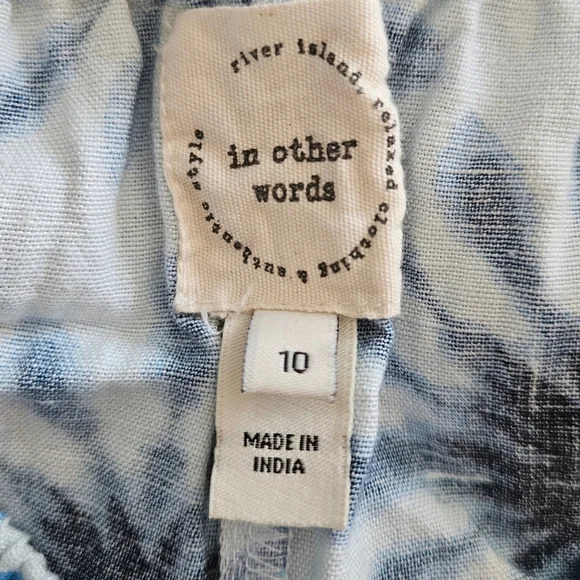 river island, relaxed clothing & authentic style
in other
words
10
MADE IN
INDIA